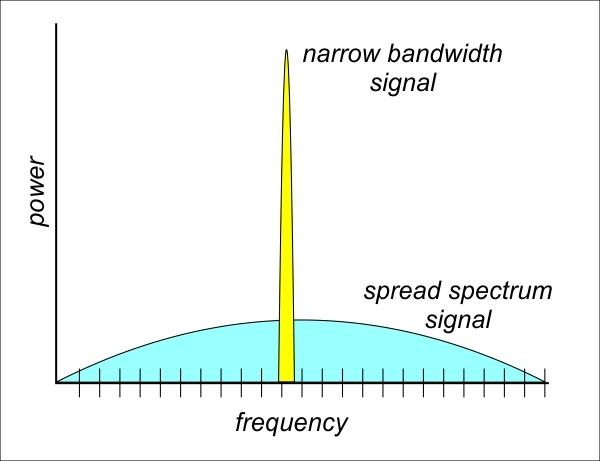 narrow bandwidth
signal
power
spread spectrum
signal
frequency